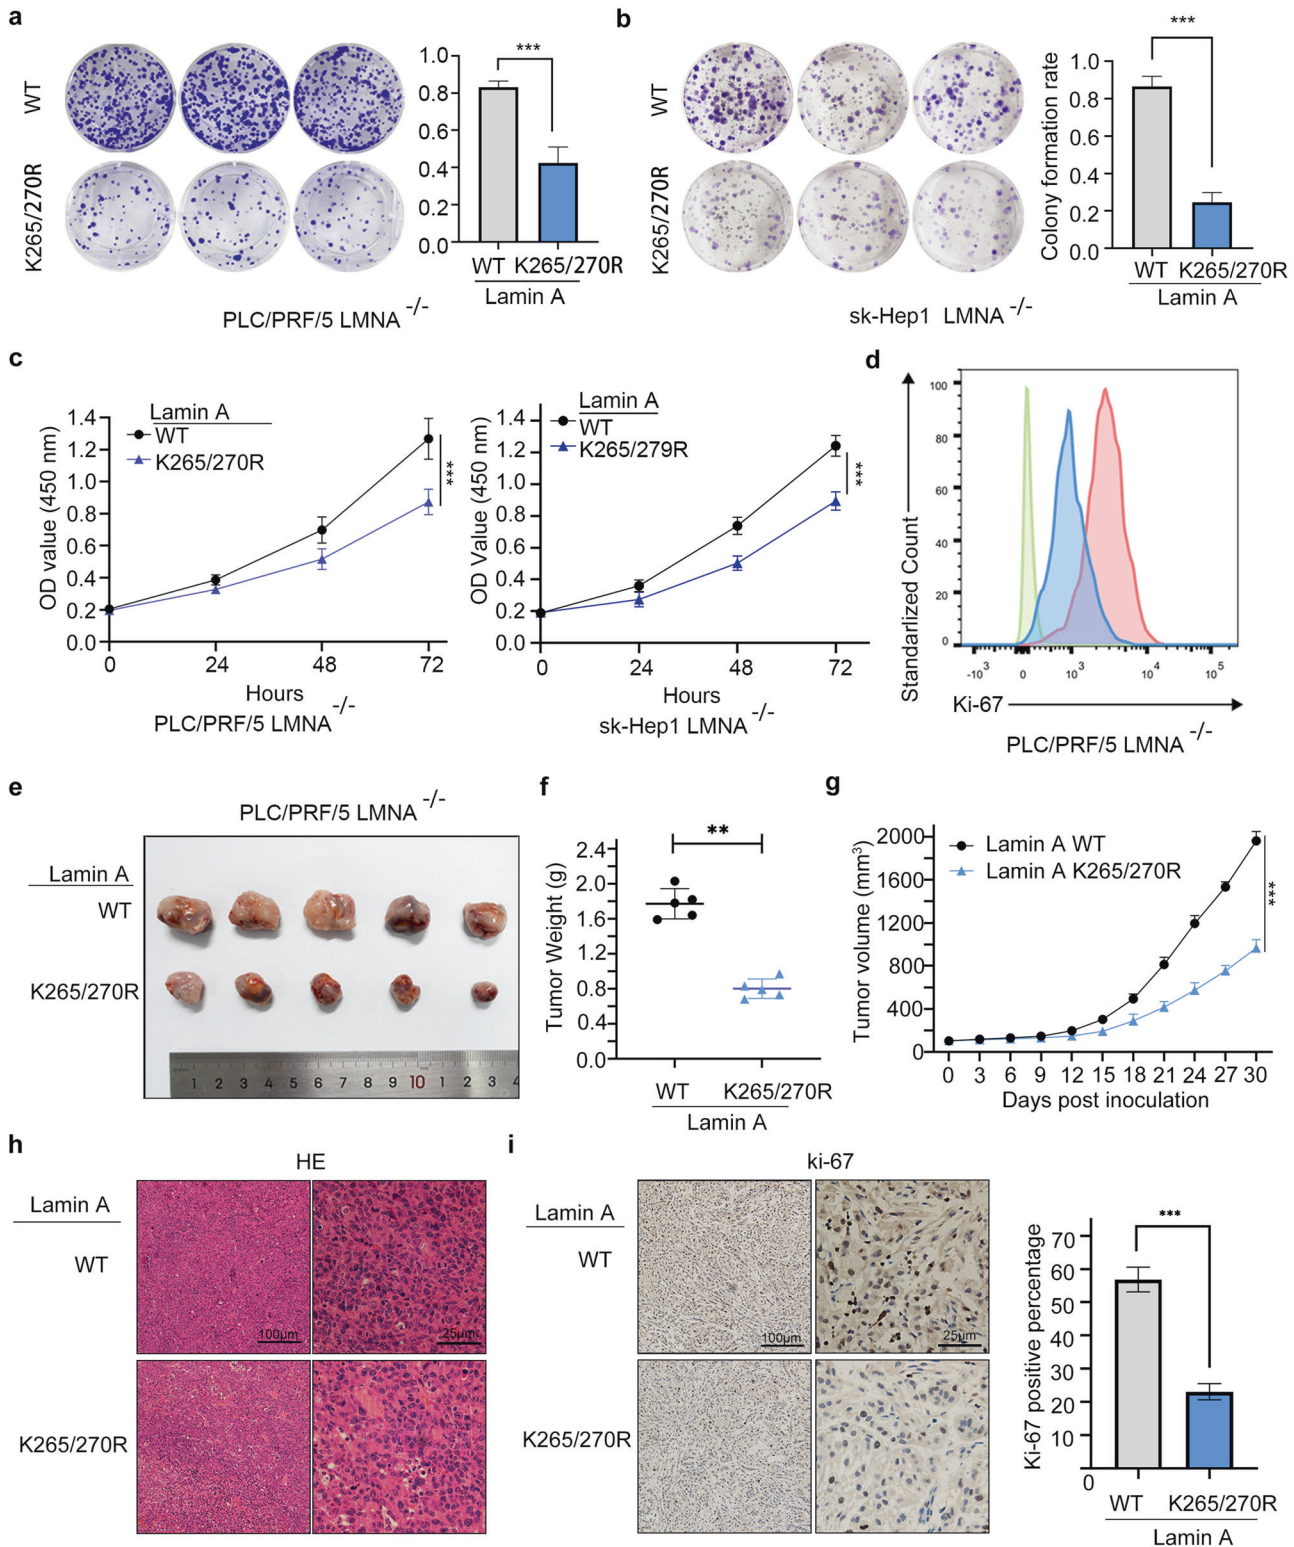 a
WT
K265/270R
1.0
0.8
0.6
0.4
0.2
0.0
***
WT K265/270R
Lamin A
PLC/PRF/5 LMNA -/-
b
WT
K265/270R
Colony formation rate
1.0
0.8
0.6
0.4
0.2
0.0
***
WT K265/270R
Lamin A
sk-Hep1 LMNA -/-
c
OD value (450 nm)
1.4
1.2
1.0
0.8
0.6
0.4
0.2
0.0
Lamin A
WT
K265/270R
***
0 24 48 72
Hours
PLC/PRF/5 LMNA -/-
OD Value (450 nm)
1.4
1.2
1.0
0.8
0.6
0.4
0.2
0.0
Lamin A
WT
K265/279R
***
0 24 48 72
Hours
sk-Hep1 LMNA -/-
d
Standarlized Count
100
80
60
40
20
0
-10³ 0 10³ 10⁴ 10⁵
Ki-67
PLC/PRF/5 LMNA -/-
e
PLC/PRF/5 LMNA -/-
Lamin A
WT
K265/270R
1 2 3 4 5 6 7 8 9 10 1 2 3 4
f
Tumor Weight (g)
2.4
2.0
1.6
1.2
0.8
0.4
0.0
**
WT K265/270R
Lamin A
g
Tumor volume (mm³)
2000
1600
1200
800
400
0
Lamin A WT
Lamin A K265/270R
***
0 3 6 9 12 15 18 21 24 27 30
Days post inoculation
h
HE
Lamin A
WT
100μm
25μm
K265/270R
i
ki-67
Lamin A
WT
100μm
25μm
K265/270R
Ki-67 positive percentage
70
60
50
40
30
20
10
0
***
WT K265/270R
Lamin A